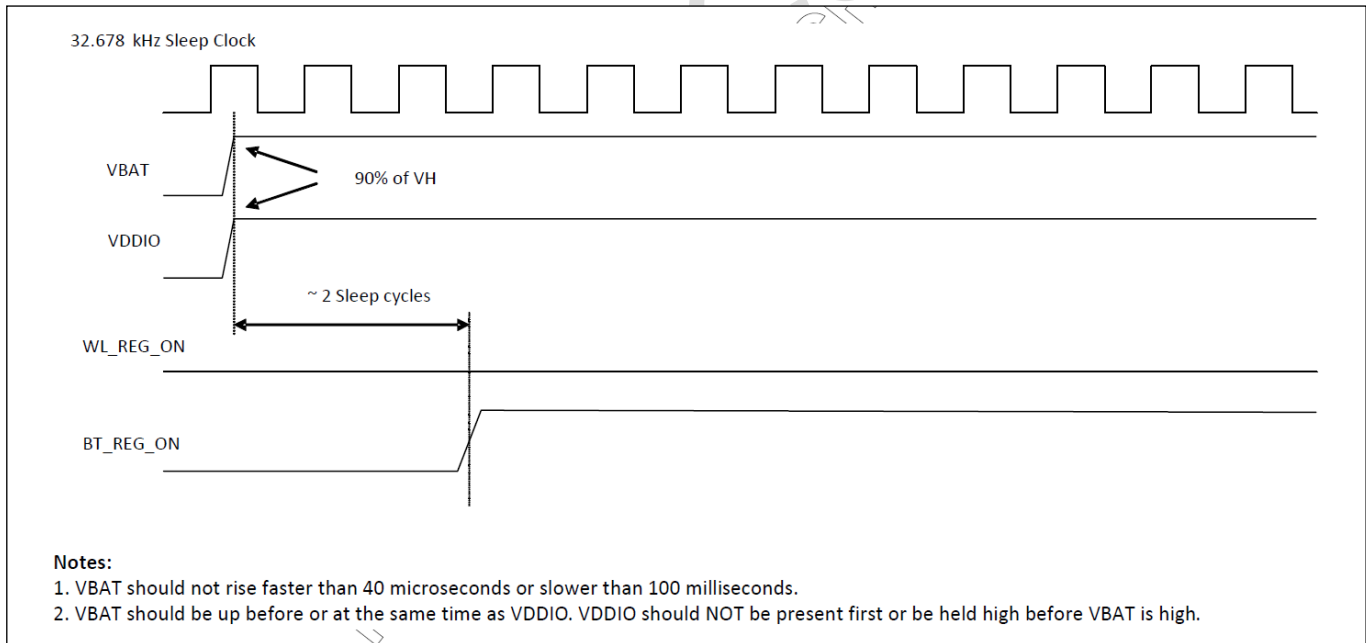 32.678 kHz Sleep Clock
VBAT
90% of VH
VDDIO
~ 2 Sleep cycles
WL_REG_ON
BT_REG_ON
Notes:
1. VBAT should not rise faster than 40 microseconds or slower than 100 milliseconds.
2. VBAT should be up before or at the same time as VDDIO. VDDIO should NOT be present first or be held high before VBAT is high.